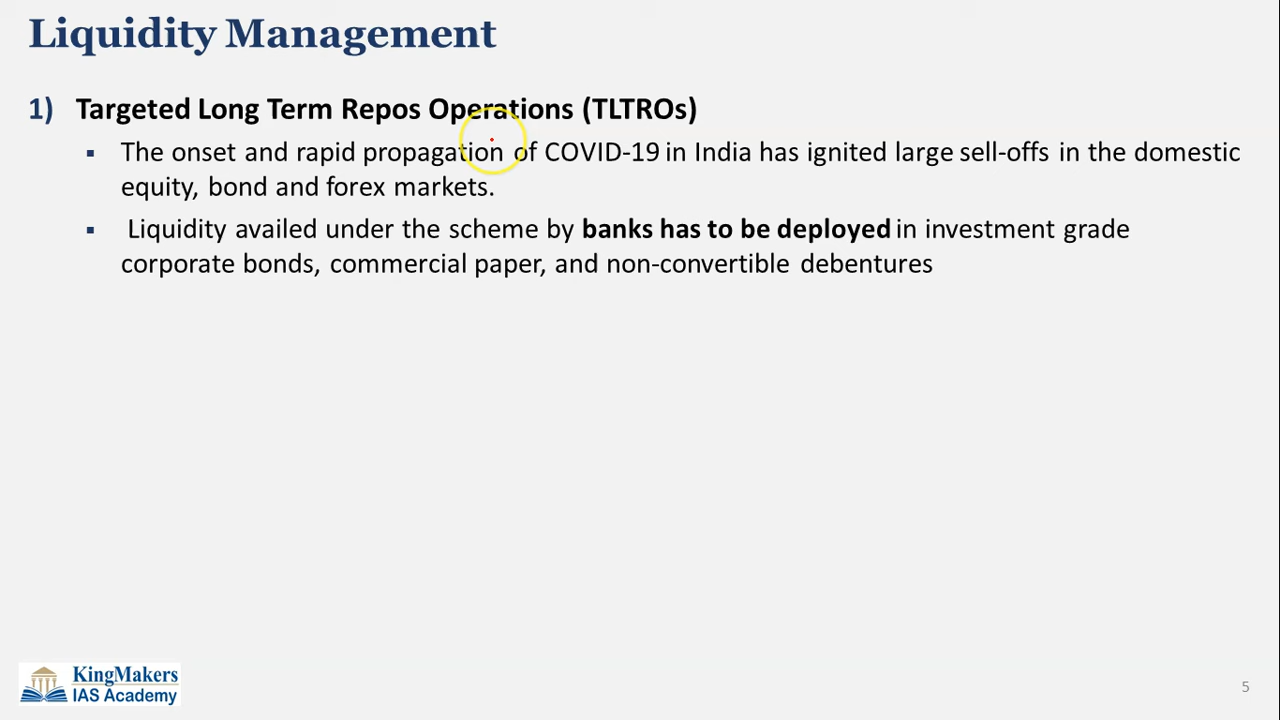 Liquidity Management
1) Targeted Long Term Repos Operations (TLTROs)
▪ The onset and rapid propagation of COVID-19 in India has ignited large sell-offs in the domestic
equity, bond and forex markets.
▪ Liquidity availed under the scheme by banks has to be deployed in investment grade
corporate bonds, commercial paper, and non-convertible debentures
KingMakers
IAS Academy
5